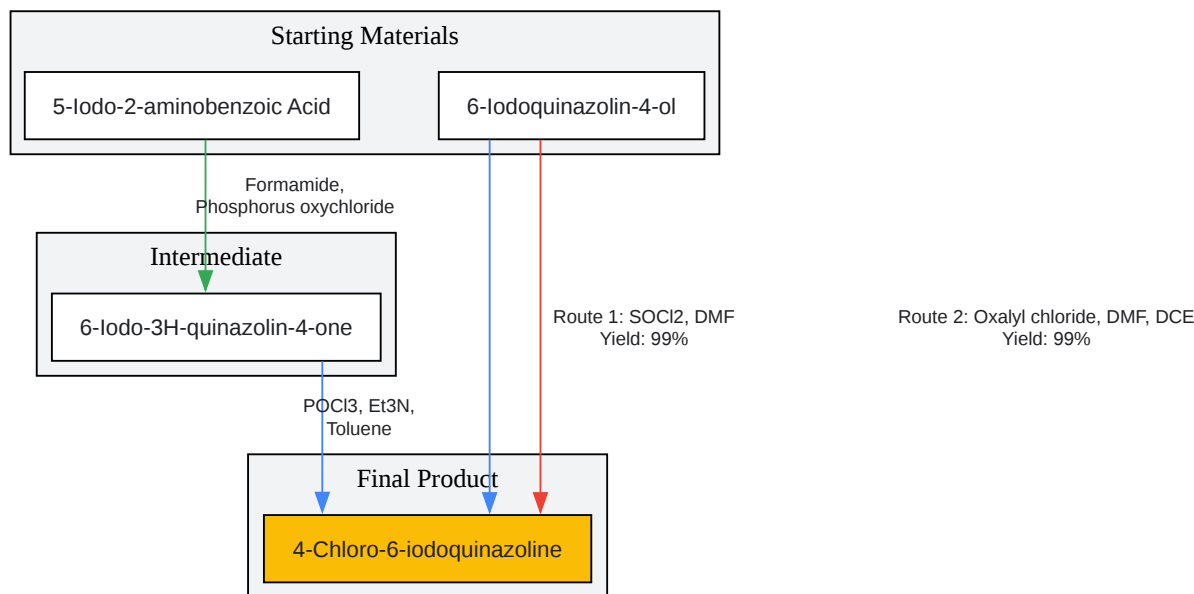 Starting Materials
5-Iodo-2-aminobenzoic Acid
6-Iodoquinazolin-4-ol
Formamide,
Phosphorus oxychloride
Intermediate
6-Iodo-3H-quinazolin-4-one
Route 1: SOCl2, DMF
Yield: 99%
Route 2: Oxalyl chloride, DMF, DCE
Yield: 99%
POCl3, Et3N,
Toluene
Final Product
4-Chloro-6-iodoquinazoline